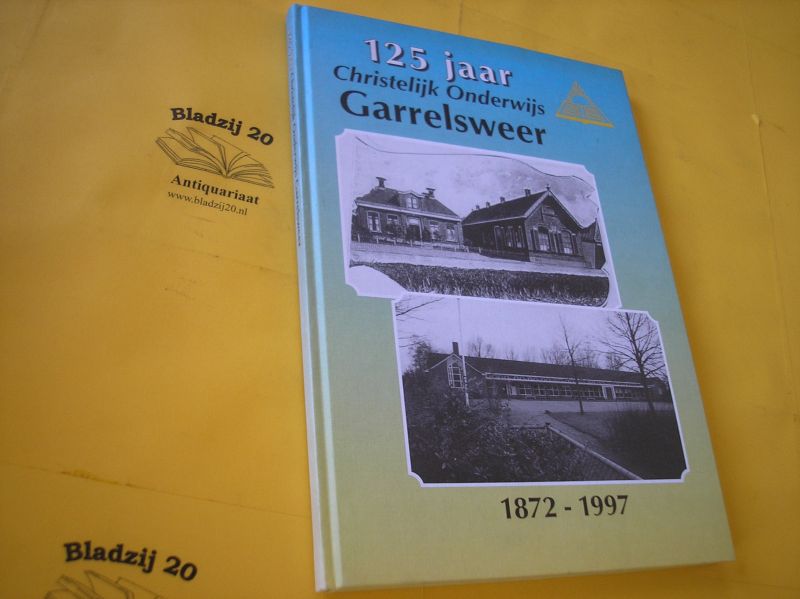 125 jaar
Christelijk Onderwijs
Garrelsweer
1872 - 1997
Bladzij 20
Antiquariaat
www.bladzij20.nl
Bladzij 20